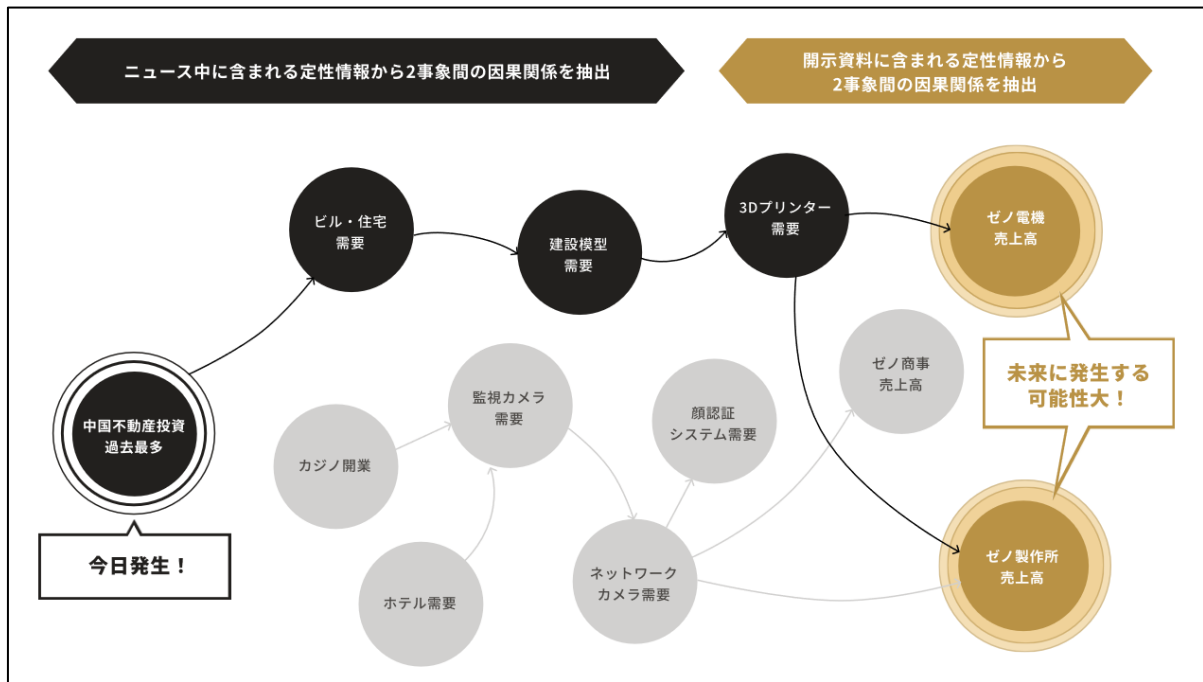 ニュース中に含まれる定性情報から2事象間の因果関係を抽出
開示資料に含まれる定性情報から
2事象間の因果関係を抽出
ビル・住宅
需要
建設模型
需要
3Dプリンター
需要
ゼノ電機
売上高
中国不動産投資
過去最多
今日発生！
カジノ開業
監視カメラ
需要
ホテル需要
顔認証
システム需要
ネットワーク
カメラ需要
ゼノ商事
売上高
未来に発生する
可能性大！
ゼノ製作所
売上高